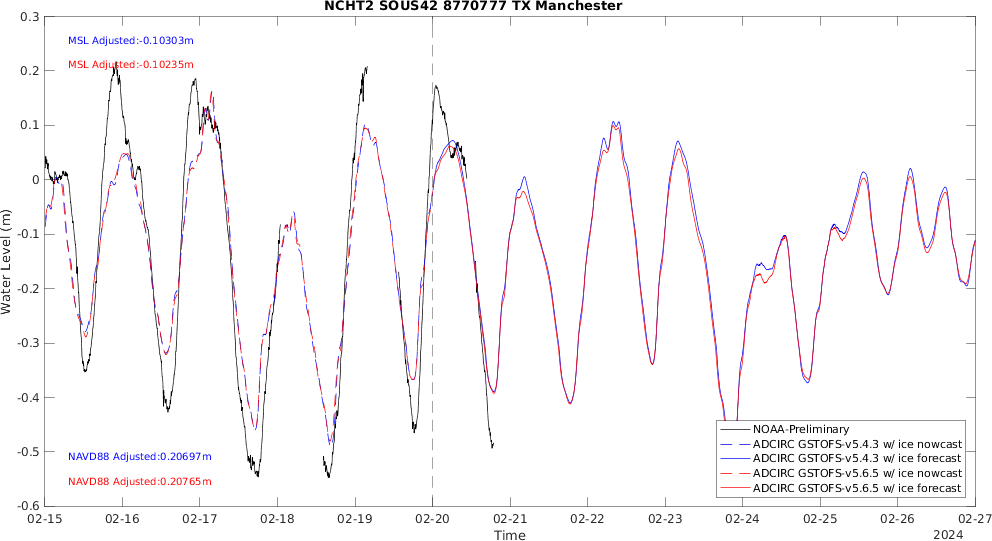 NCHT2 SOUS42 8770777 TX Manchester
MSL Adjusted:-0.10303m
MSL Adjusted:-0.10235m
0.3
0.2
0.1
0
-0.1
-0.2
-0.3
-0.4
-0.5
-0.6
Water Level (m)
NAVD88 Adjusted:0.20697m
NAVD88 Adjusted:0.20765m
NOAA-Preliminary
ADCIRC GSTOFS-v5.4.3 w/ ice nowcast
ADCIRC GSTOFS-v5.4.3 w/ ice forecast
ADCIRC GSTOFS-v5.6.5 w/ ice nowcast
ADCIRC GSTOFS-v5.6.5 w/ ice forecast
02-15 02-16 02-17 02-18 02-19 02-20 02-21 02-22 02-23 02-24 02-25 02-26 02-27
Time
2024